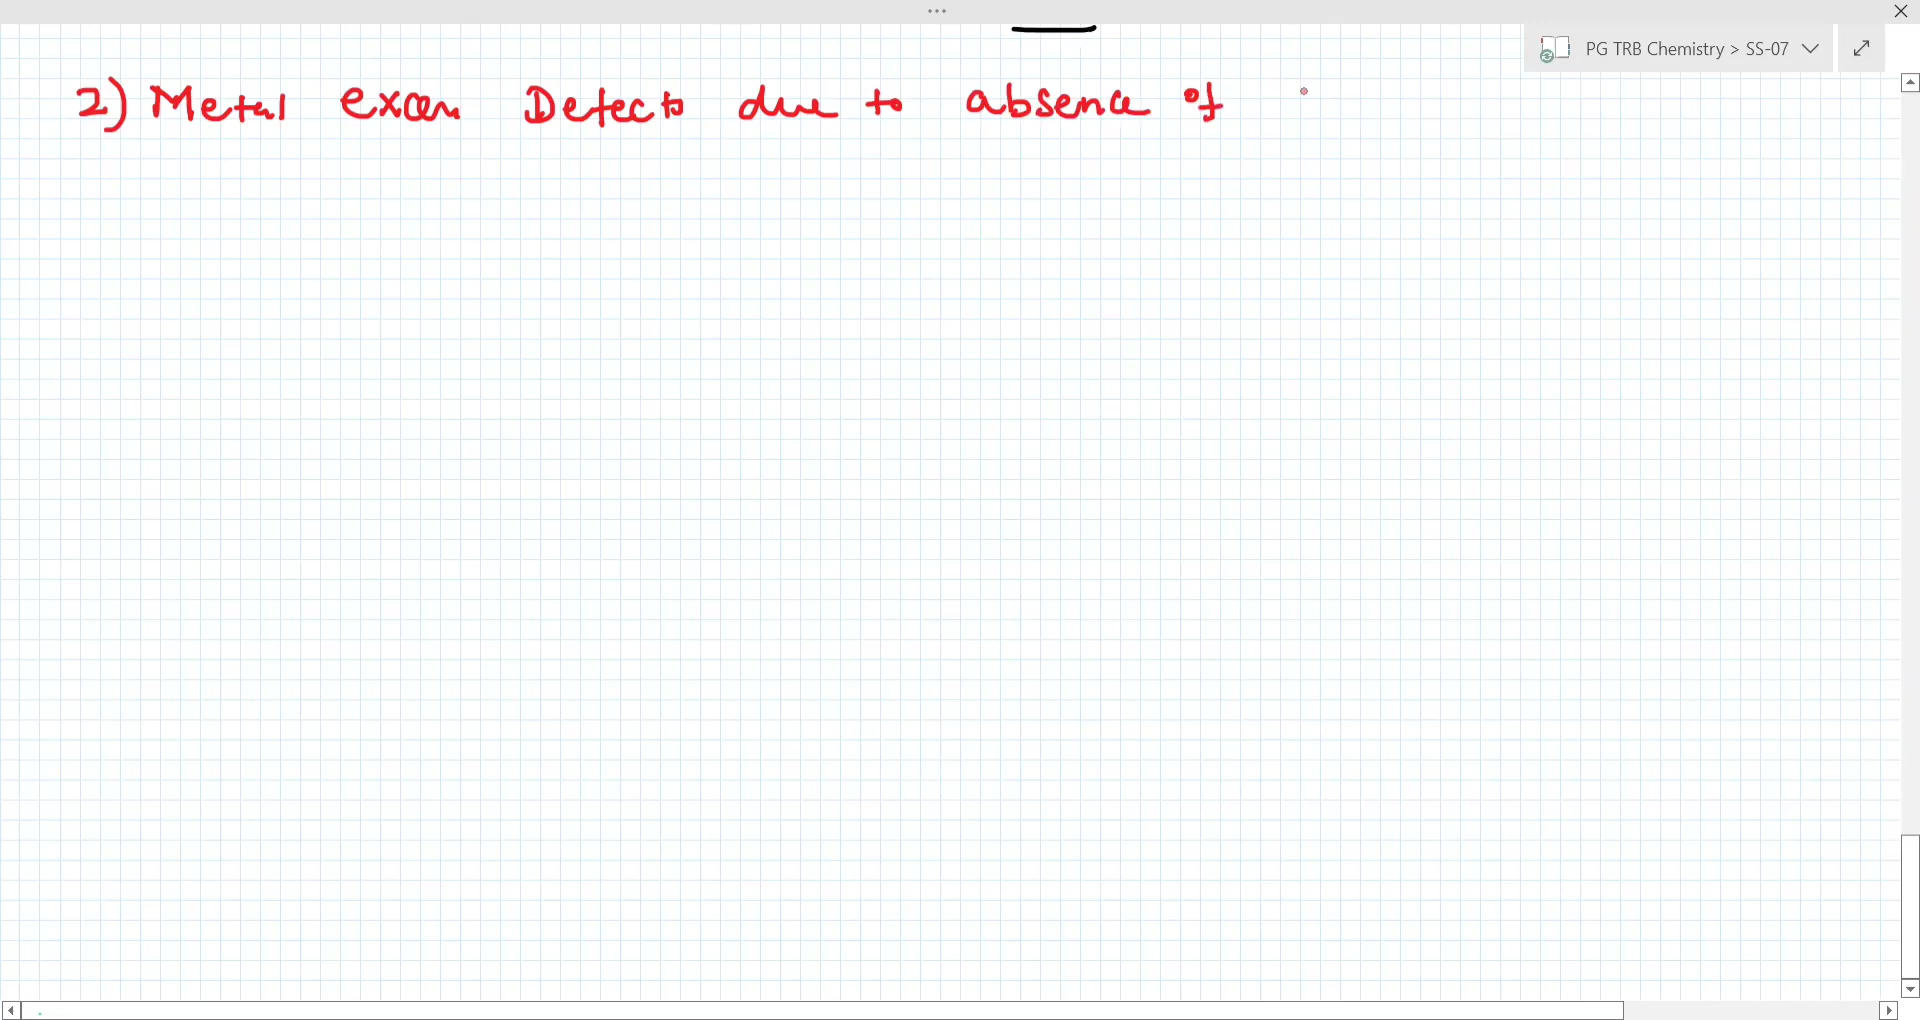 PG TRB Chemistry > SS-07
2) Metal excess Defects due to absence of